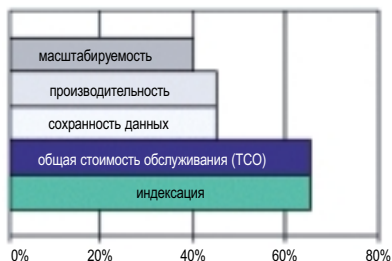 масштабируемость
производительность
сохранность данных
общая стоимость обслуживания (TCO)
индексация
0% 20% 40% 60% 80%